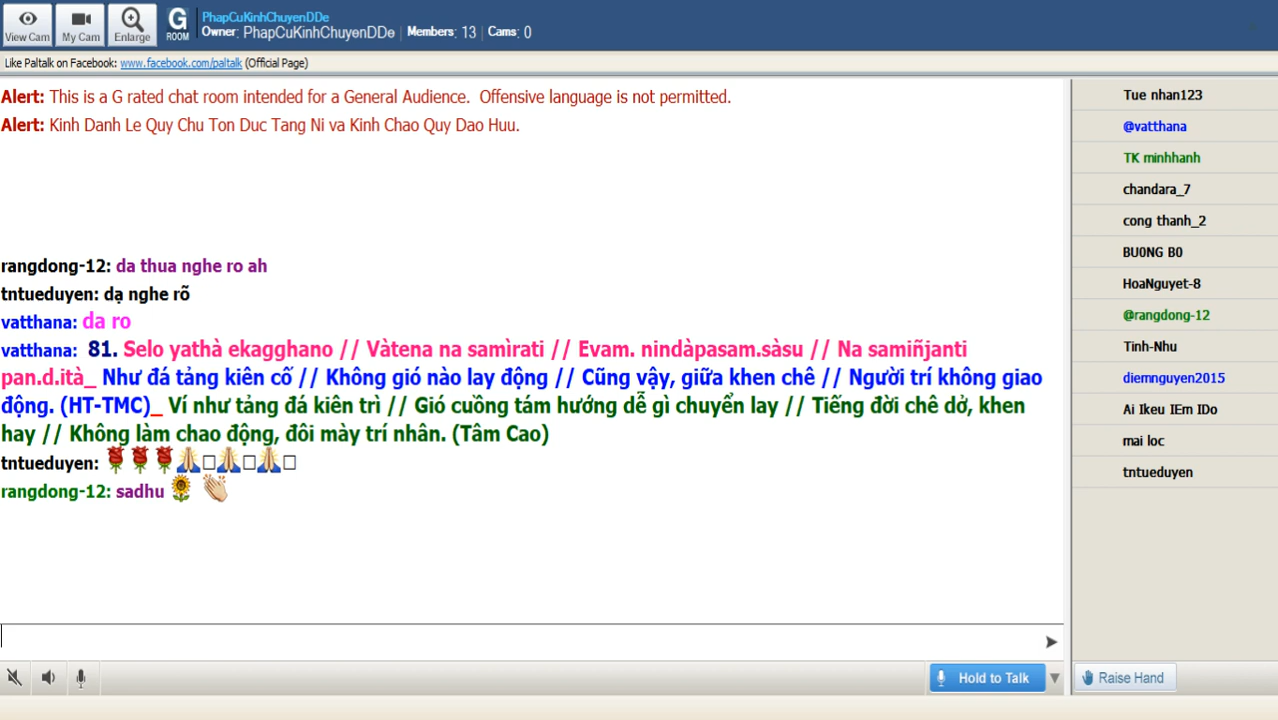 View Cam
My Cam
Enlarge
G
ROOM
PhapCuKinhChuyenDDe
Owner: PhapCuKinhChuyenDDe | Members: 13 | Cams: 0
Like Paltalk on Facebook: www.facebook.com/paltalk (Official Page)
Alert: This is a G rated chat room intended for a General Audience. Offensive language is not permitted.
Alert: Kinh Danh Le Quy Chu Ton Duc Tang Ni va Kinh Chao Quy Dao Huu.
rangdong-12: da thua nghe ro ah
tntueduyen: dạ nghe rõ
vatthana: da ro
vatthana: 81. Selo yathà ekagghano // Vàtena na samìrati // Evam. nindàpasam.sàsu // Na samiñjanti
pan.d.ità_ Như đá tảng kiên cố // Không gió nào lay động // Cũng vậy, giữa khen chê // Người trí không giao
động. (HT-TMC)_ Ví như tảng đá kiên trì // Gió cuồng tám hướng dễ gì chuyển lay // Tiếng đời chê dở, khen
hay // Không làm chao động, đôi mày trí nhân. (Tâm Cao)
tntueduyen:
rangdong-12: sadhu
Hold to Talk
Tue nhan123
@vatthana
TK minhhanh
chandara_7
cong thanh_2
BU0NG B0
HoaNguyet-8
@rangdong-12
Tinh-Nhu
diemnguyen2015
Ai Ikeu IEm IDo
mai loc
tntueduyen
Raise Hand